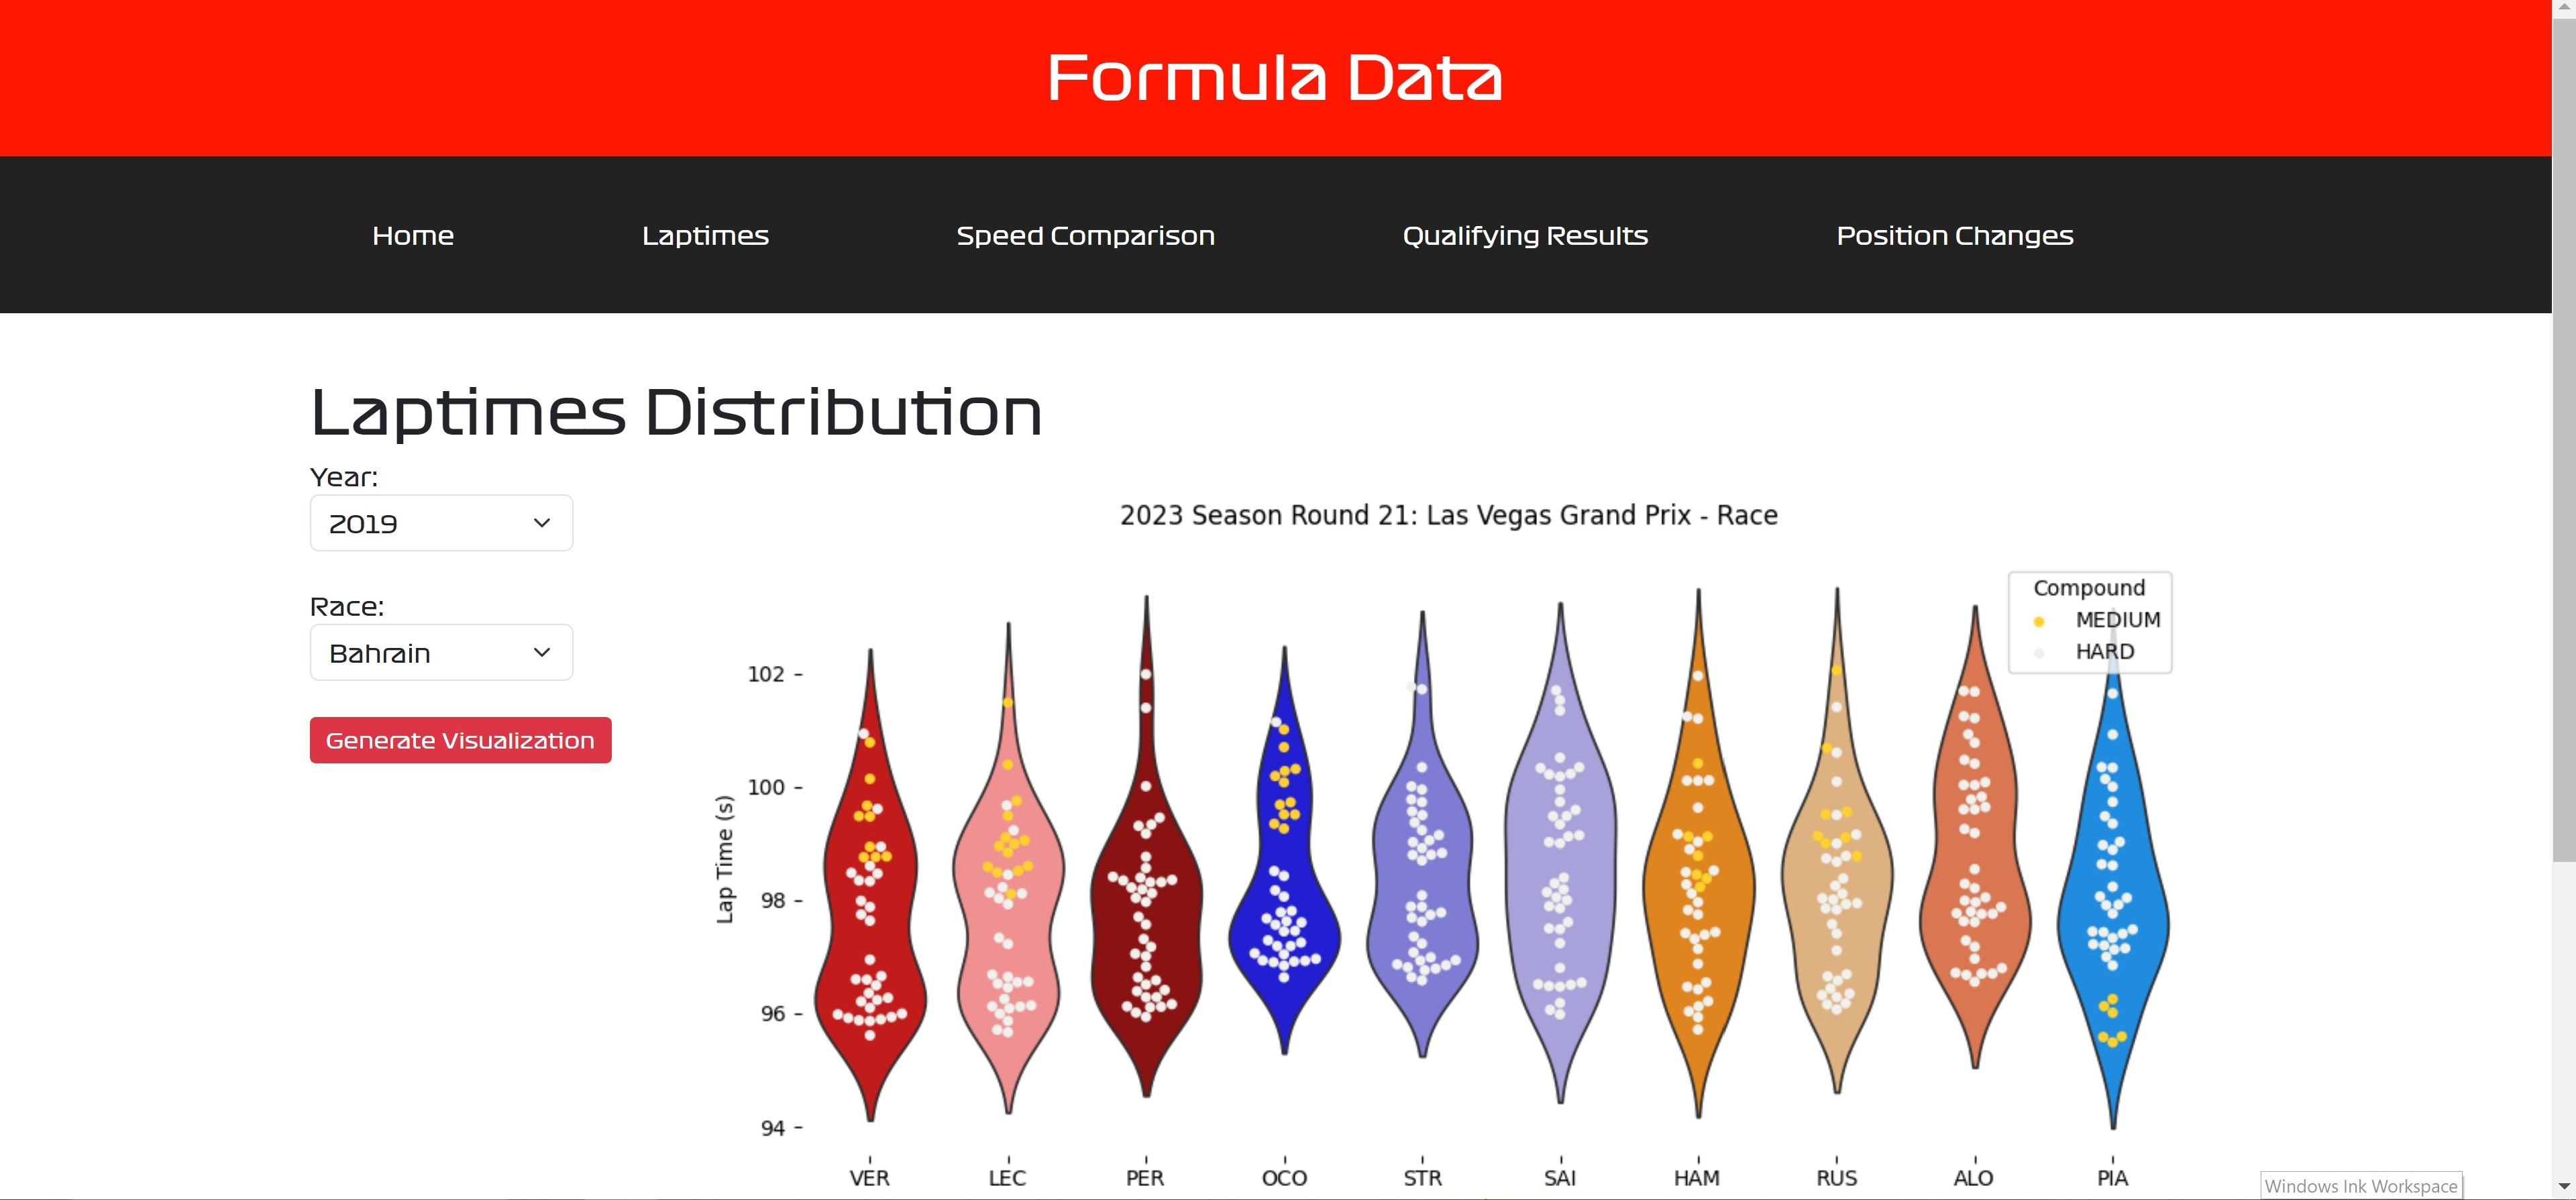 Formula Data
Home Laptimes Speed Comparison Qualifying Results Position Changes
Laptimes Distribution
Year:
2019
Race:
Bahrain
Generate Visualization
2023 Season Round 21: Las Vegas Grand Prix - Race
Compound
MEDIUM
HARD
Lap Time (s)
102
100
98
96
94
VER LEC PER OCO STR SAI HAM RUS ALO PIA
Windows Ink Workspace